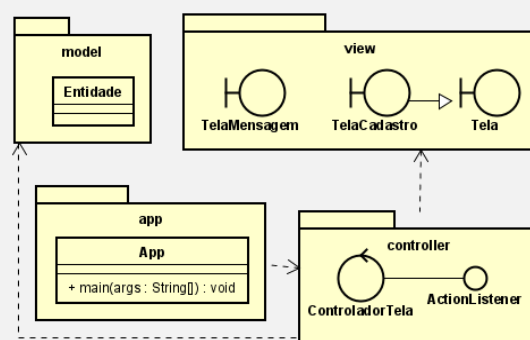 model
Entidade
view
TelaMensagem
TelaCadastro
Tela
app
App
+ main(args : String[]) : void
controller
ControladorTela
ActionListener